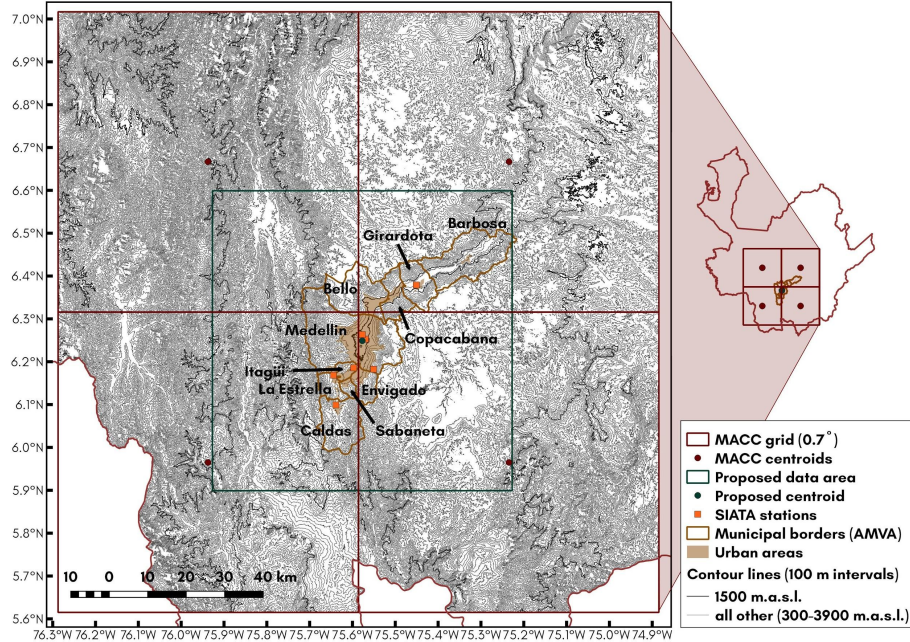 7.0°N
6.9°N
6.8°N
6.7°N
6.6°N
6.5°N
6.4°N
6.3°N
6.2°N
6.1°N
6.0°N
5.9°N
5.8°N
5.7°N
5.6°N
Barbosa
Girardota
Bello
Medellin
Copacabana
Itagüi
La Estrella
Envigado
Caldas
Sabaneta
10 0 10 20 30 40 km
76.3°W 76.2°W 76.1°W 76.0°W 75.9°W 75.8°W 75.7°W 75.6°W 75.5°W 75.4°W 75.3°W 75.2°W 75.1°W 75.0°W 74.9°W
MACC grid (0.7°)
MACC centroids
Proposed data area
Proposed centroid
SIATA stations
Municipal borders (AMVA)
Urban areas
Contour lines (100 m intervals)
1500 m.a.s.l.
all other (300-3900 m.a.s.l.)